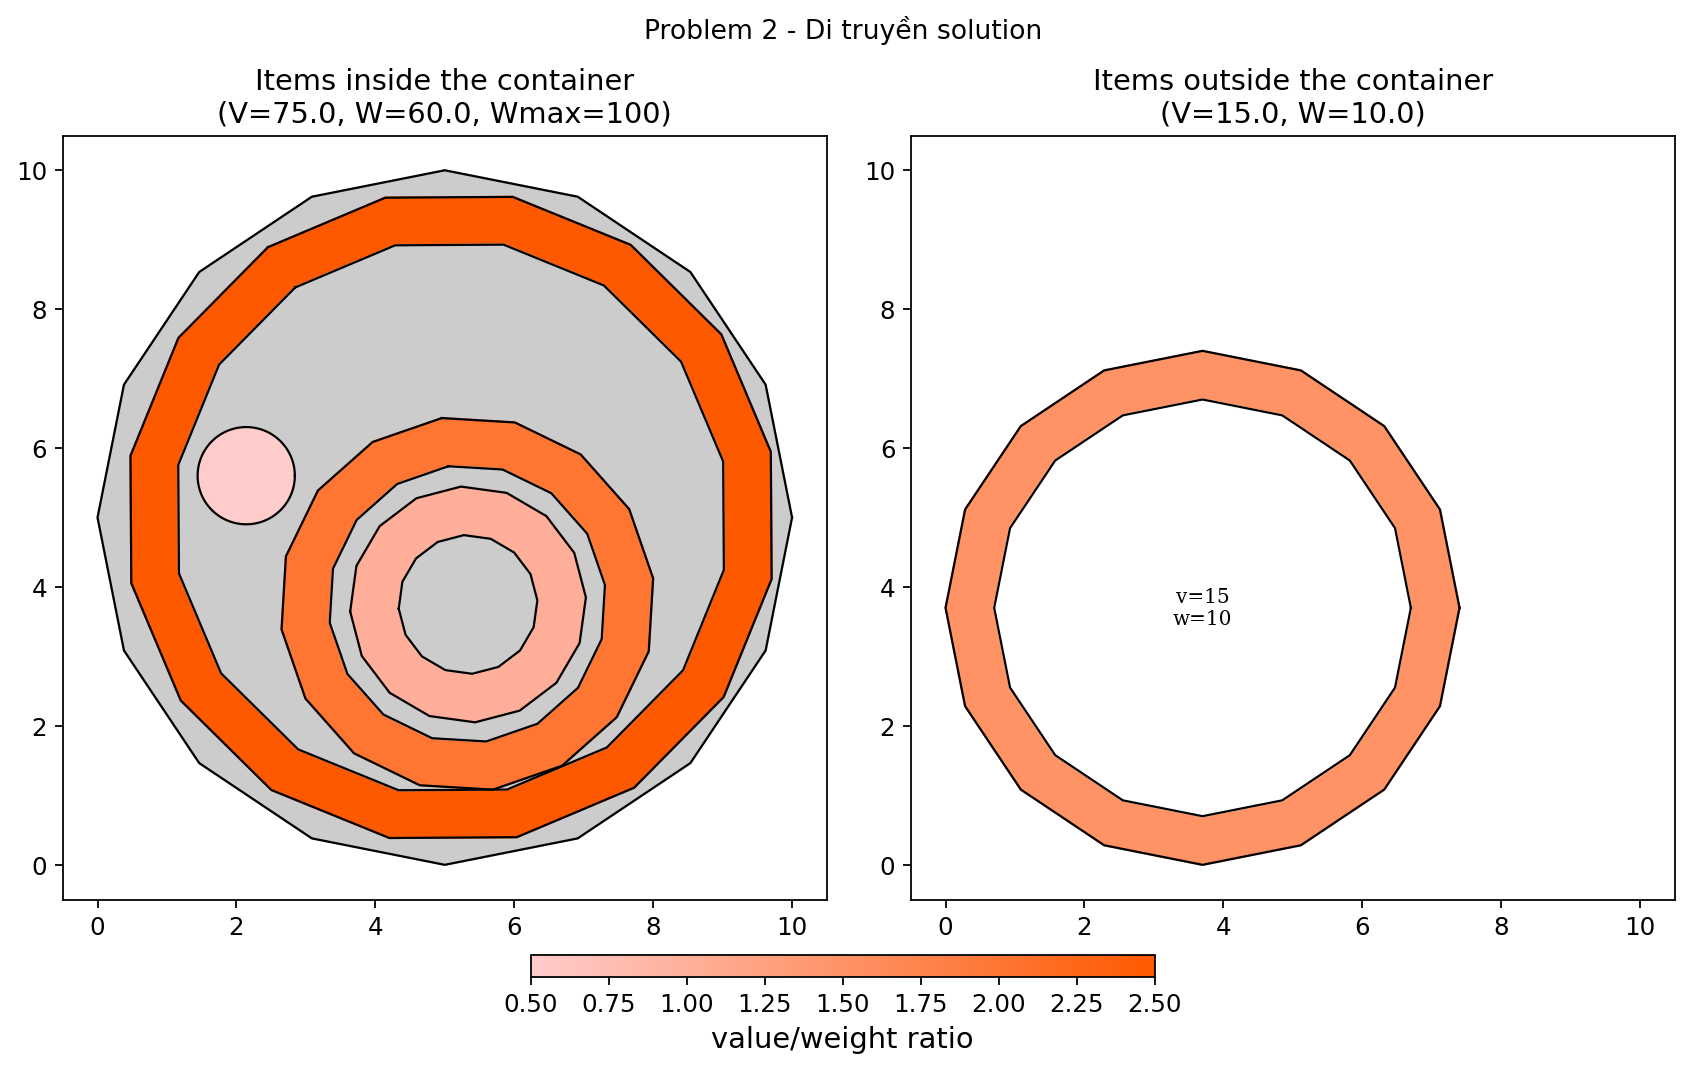 Problem 2 - Di truyền solution
Items inside the container
(V=75.0, W=60.0, Wmax=100)
Items outside the container
(V=15.0, W=10.0)
10
8
6
4
2
0
0 2 4 6 8 10
10
8
6
4
2
0
v=15
w=10
0 2 4 6 8 10
0.50 0.75 1.00 1.25 1.50 1.75 2.00 2.25 2.50
value/weight ratio